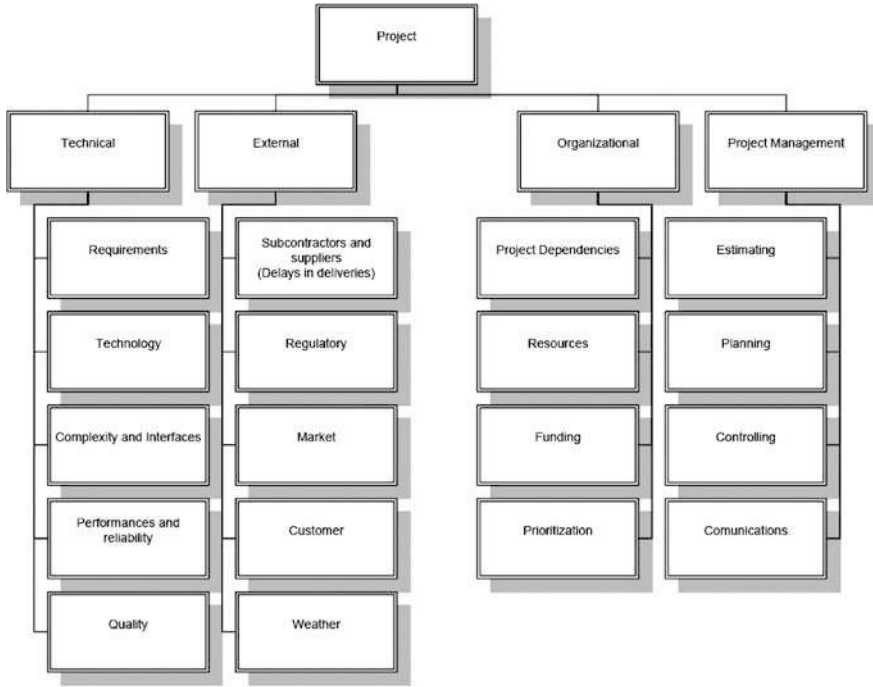 Project
Technical
External
Organizational
Project Management
Requirements
Subcontractors and
suppliers
(Delays in deliveries)
Project Dependencies
Estimating
Technology
Regulatory
Resources
Planning
Complexity and Interfaces
Market
Funding
Controlling
Performances and
reliability
Customer
Prioritization
Comunications
Quality
Weather